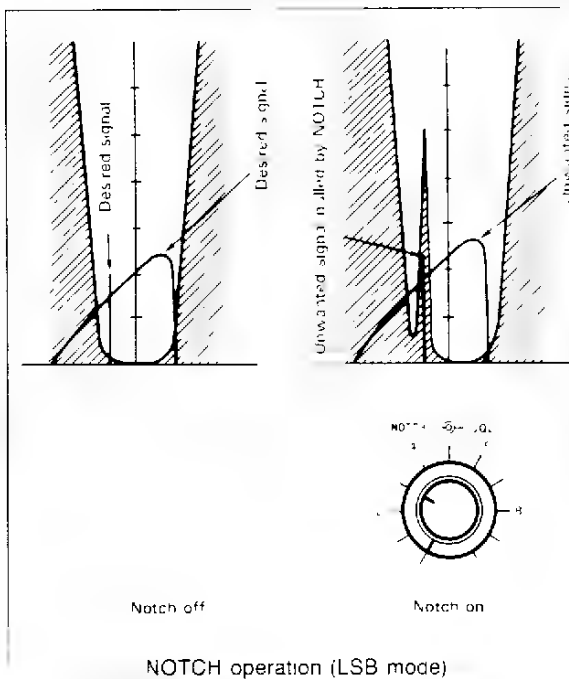 Desired signal
Desired signal
Unwanted signal nulled by NOTCH
B
Notch off
Notch on
NOTCH operation (LSB mode)